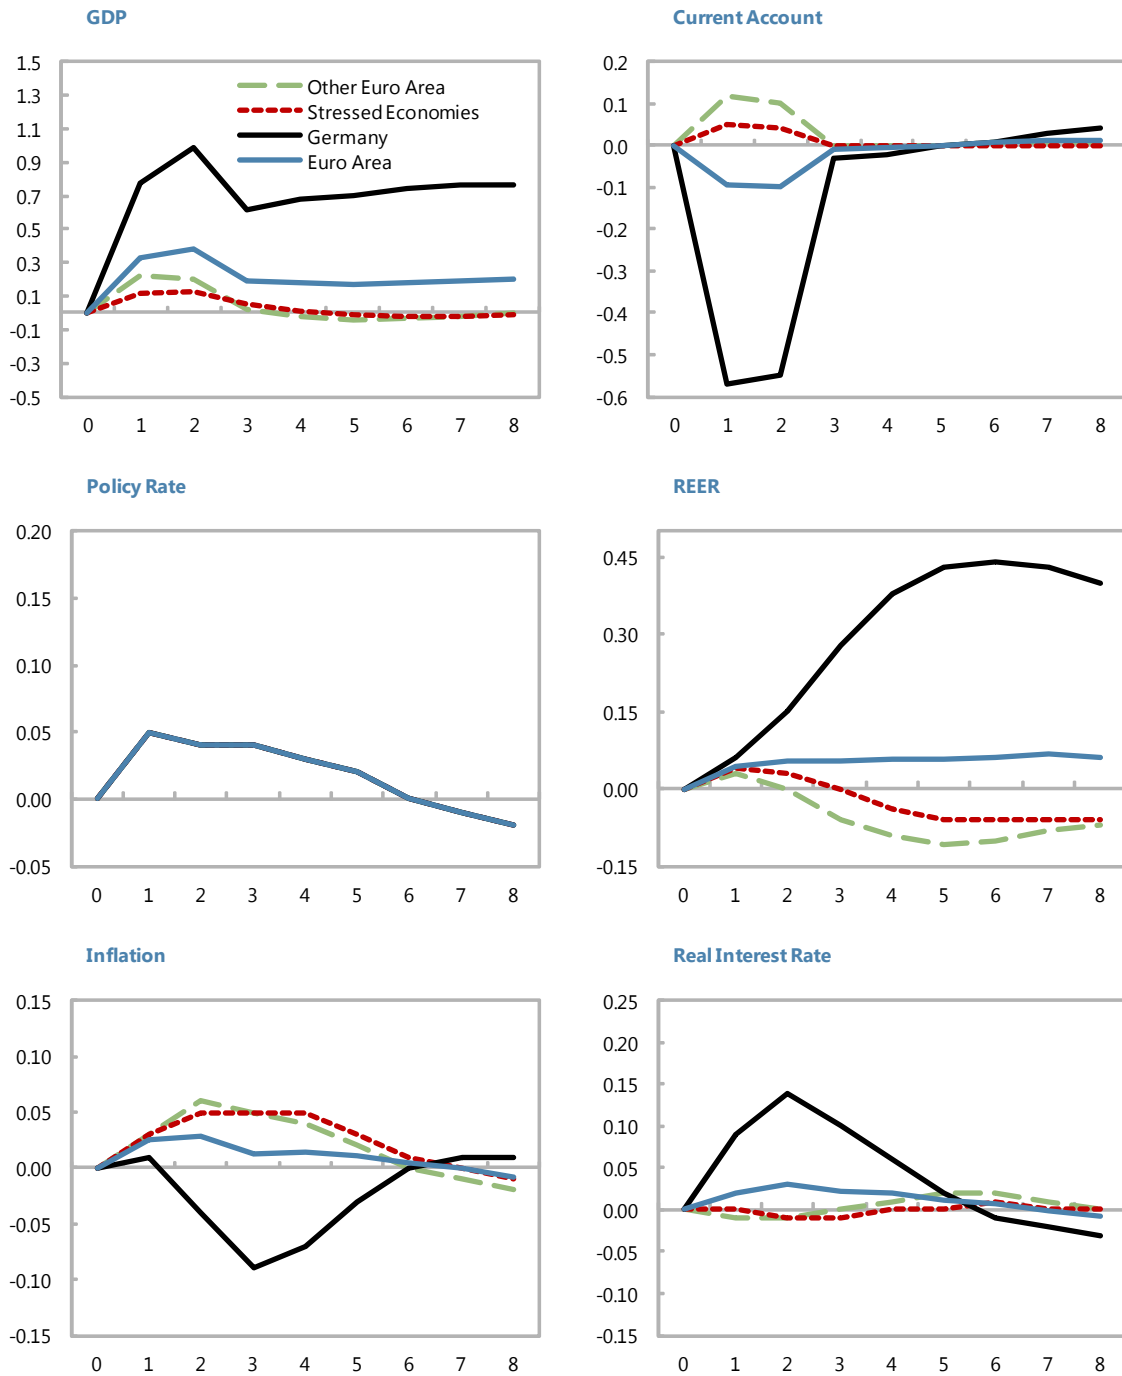 GDP
1.5
1.3
1.1
0.9
0.7
0.5
0.3
0.1
-0.1
-0.3
-0.5
Other Euro Area
Stressed Economies
Germany
Euro Area
0 1 2 3 4 5 6 7 8
Current Account
0.2
0.1
0.0
-0.1
-0.2
-0.3
-0.4
-0.5
-0.6
0 1 2 3 4 5 6 7 8
Policy Rate
0.20
0.15
0.10
0.05
0.00
-0.05
0 1 2 3 4 5 6 7 8
REER
0.45
0.30
0.15
0.00
-0.15
0 1 2 3 4 5 6 7 8
Inflation
0.15
0.10
0.05
0.00
-0.05
-0.10
-0.15
0 1 2 3 4 5 6 7 8
Real Interest Rate
0.25
0.20
0.15
0.10
0.05
0.00
-0.05
-0.10
-0.15
0 1 2 3 4 5 6 7 8